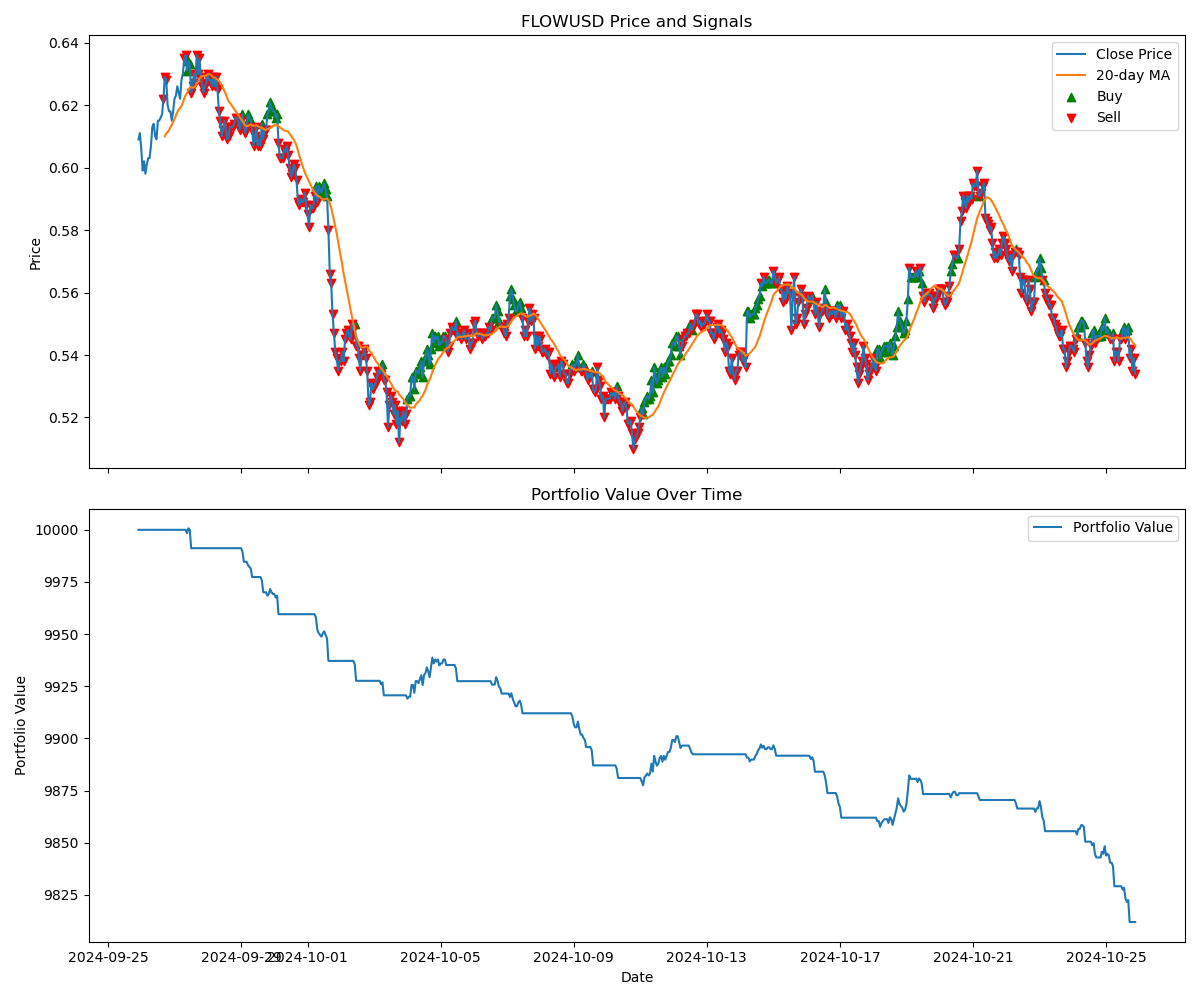 FLOWUSD Price and Signals
Price
0.64
0.62
0.60
0.58
0.56
0.54
0.52
Close Price
20-day MA
Buy
Sell
Portfolio Value Over Time
Portfolio Value
10000
9975
9950
9925
9900
9875
9850
9825
Portfolio Value
2024-09-25
2024-09-29
2024-10-01
2024-10-05
2024-10-09
2024-10-13
2024-10-17
2024-10-21
2024-10-25
Date